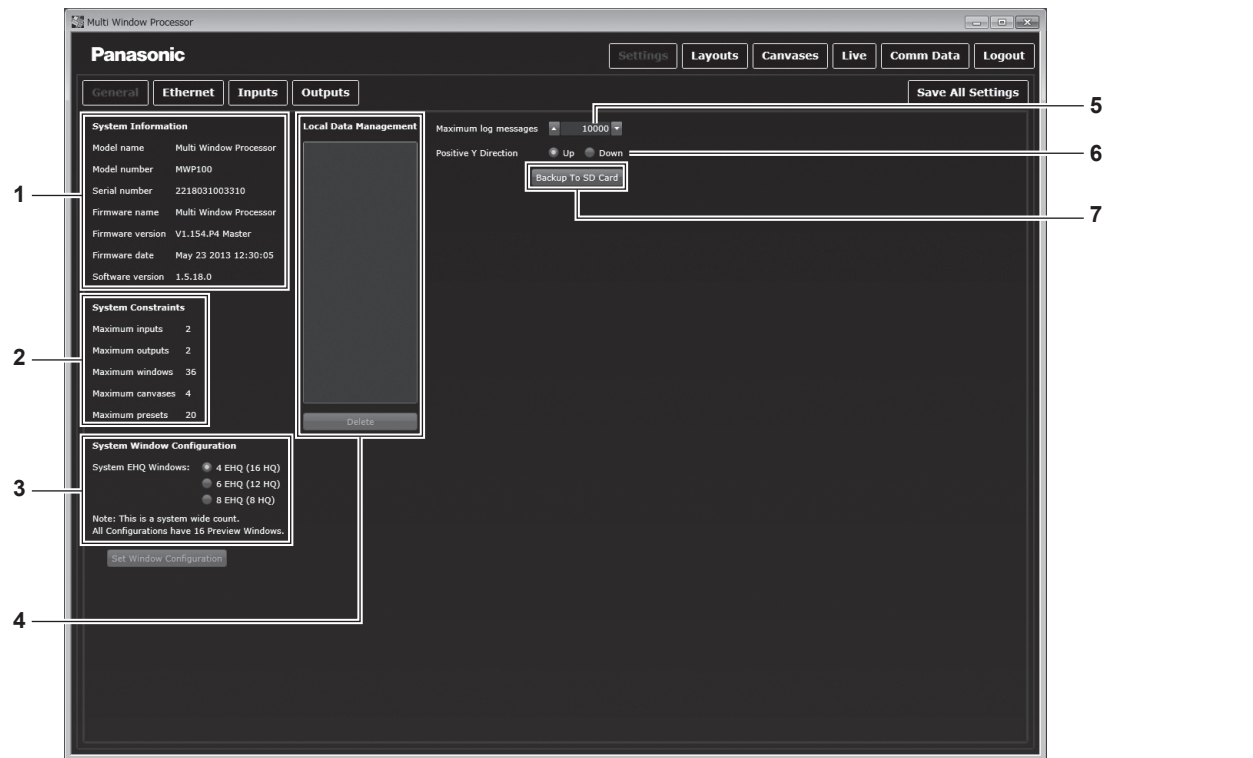 Multi Window Processor
Panasonic
Settings
Layouts
Canvases
Live
Comm Data
Logout
General
Ethernet
Inputs
Outputs
Save All Settings
5
System Information
Model name Multi Window Processor
Model number MWP100
Serial number 2218031003310
Firmware name Multi Window Processor
Firmware version V1.154.P4 Master
Firmware date May 23 2013 12:30:05
Software version 1.5.18.0
1
Local Data Management
Delete
Maximum log messages 10000
Positive Y Direction Up Down
6
Backup To SD Card
7
System Constraints
Maximum inputs 2
Maximum outputs 2
Maximum windows 36
Maximum canvases 4
Maximum presets 20
2
System Window Configuration
System EHQ Windows: 4 EHQ (16 HQ)
6 EHQ (12 HQ)
8 EHQ (8 HQ)
3
Note: This is a system wide count.
All Configurations have 16 Preview Windows.
Set Window Configuration
4